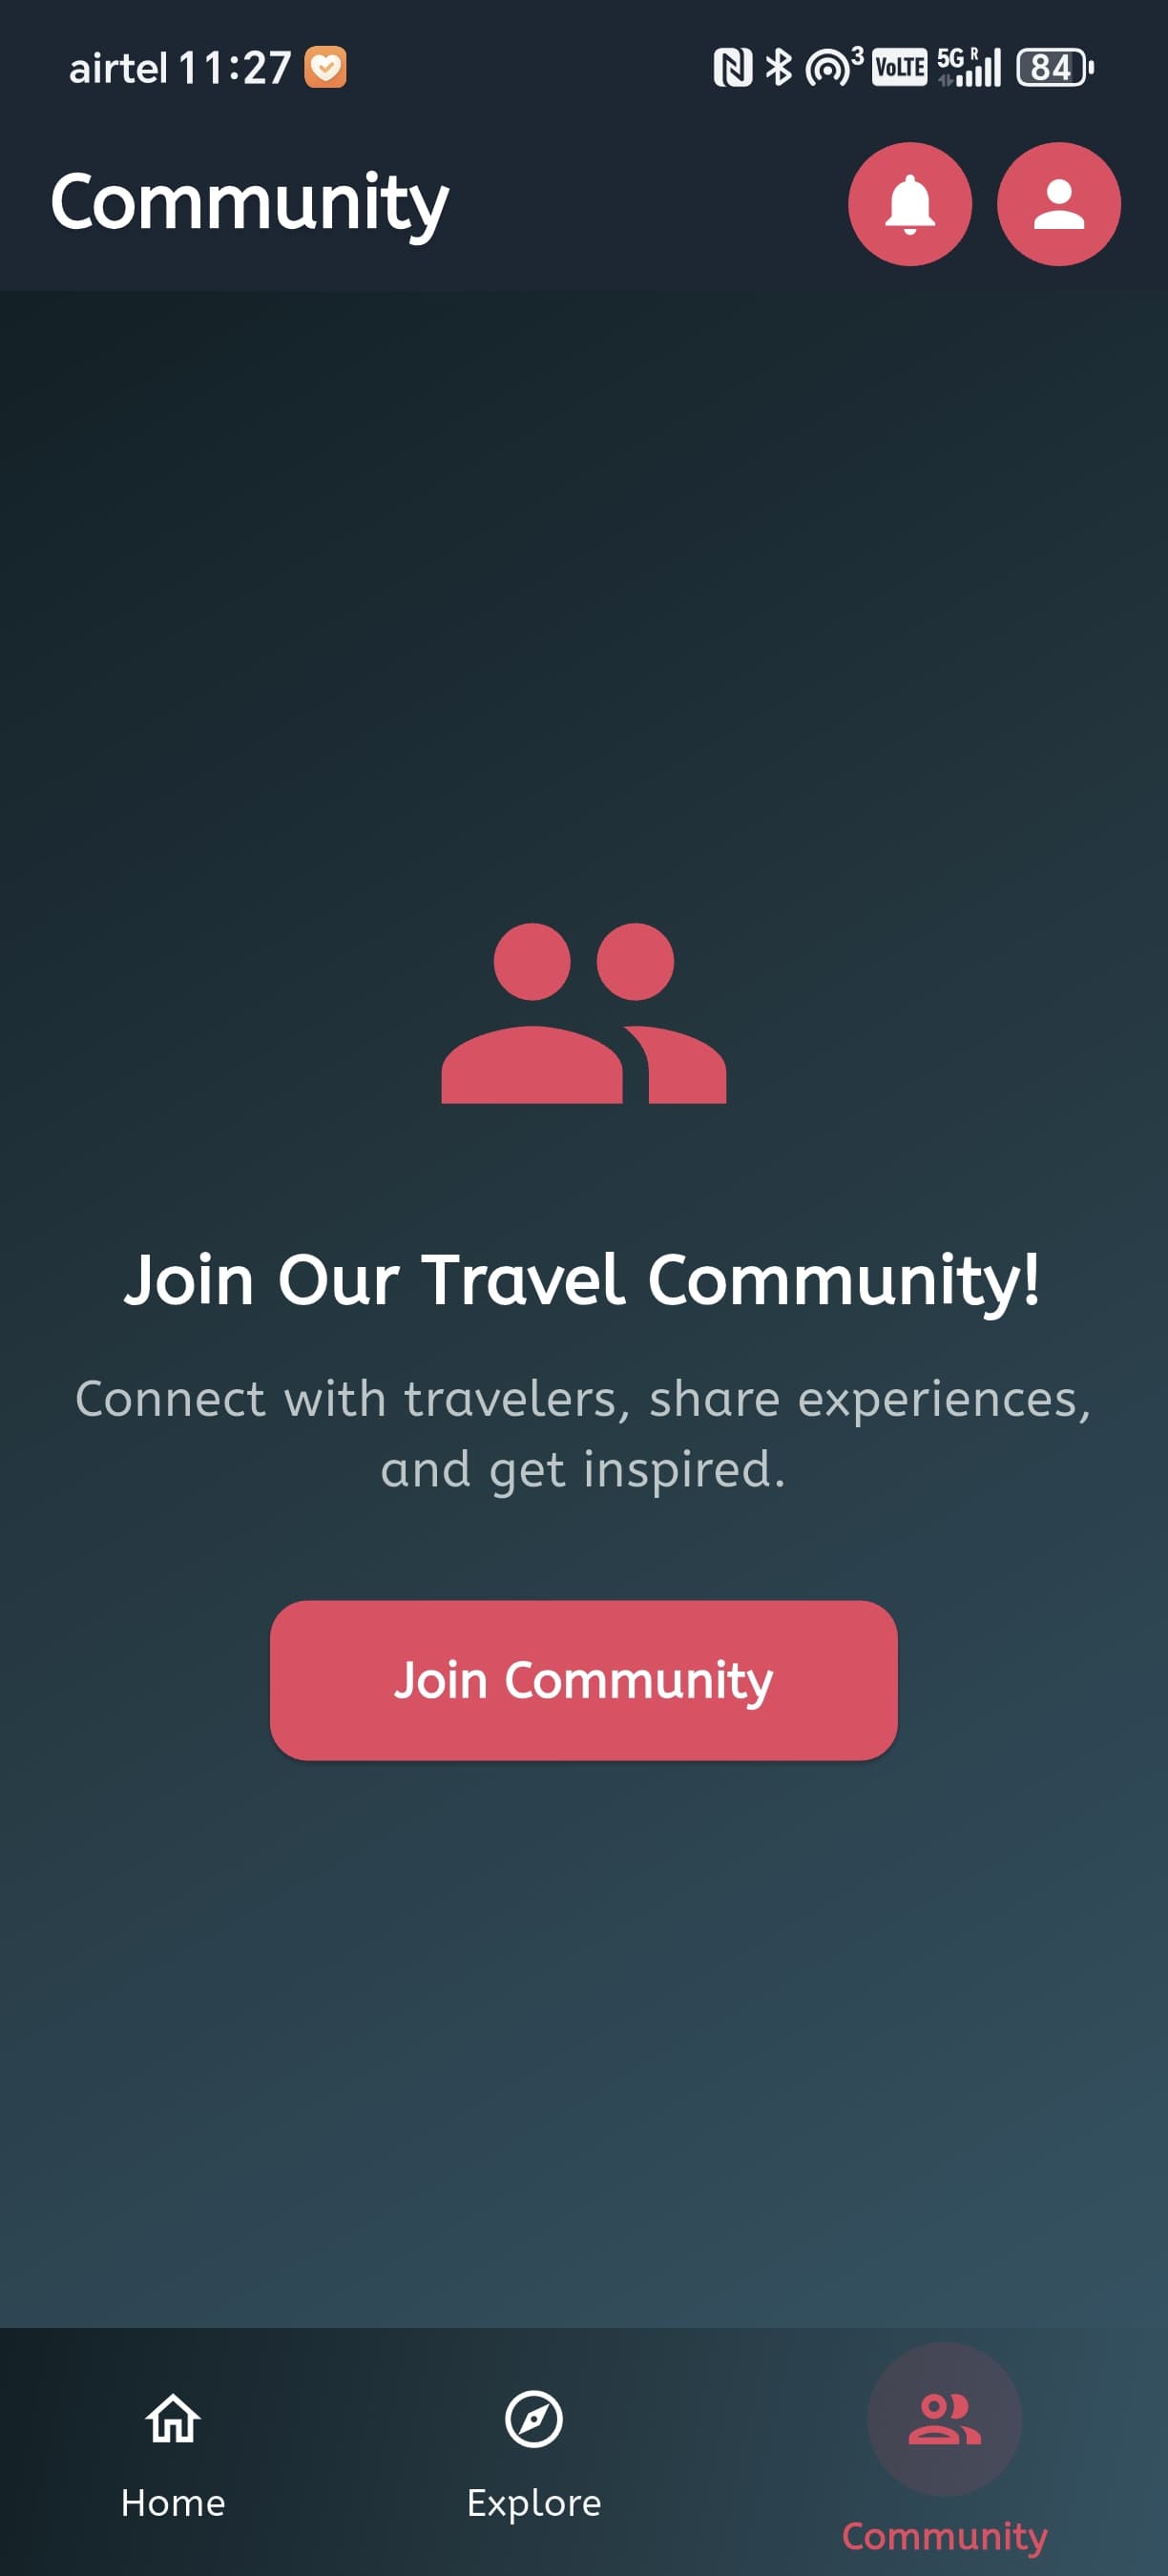 airtel 11:27
3 VoLTE 5G R 84
Community
Join Our Travel Community!
Connect with travelers, share experiences,
and get inspired.
Join Community
Home
Explore
Community